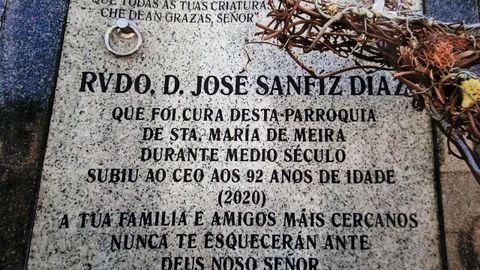 QUE TODAS AS TUAS CRIATURAS
CHE DEAN GRAZAS, SEÑOR
RVDO. D. JOSÉ SANFIZ DÍAZ
QUE FOI CURA DESTA PARROQUIA
DE STA. MARÍA DE MEIRA
DURANTE MEDIO SÉCULO
SUBIU AO CEO AOS 92 ANOS DE IDADE
(2020)
A TUA FAMILIA E AMIGOS MÁIS CERCANOS
NUNCA TE ESQUECERAN ANTE
DEUS NOSO SEÑOR